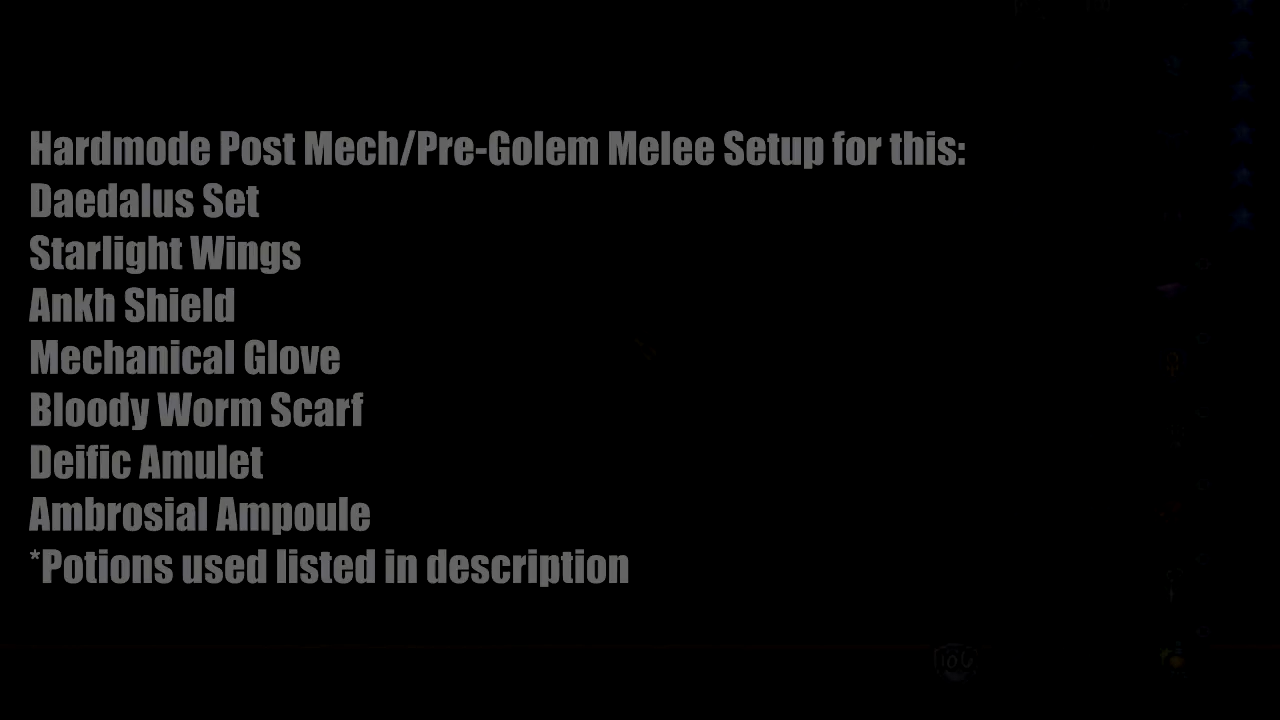 Hardmode Post Mech/Pre-Golem Melee Setup for this:
Daedalus Set
Starlight Wings
Ankh Shield
Mechanical Glove
Bloody Worm Scarf
Deific Amulet
Ambrosial Ampoule
*Potions used listed in description